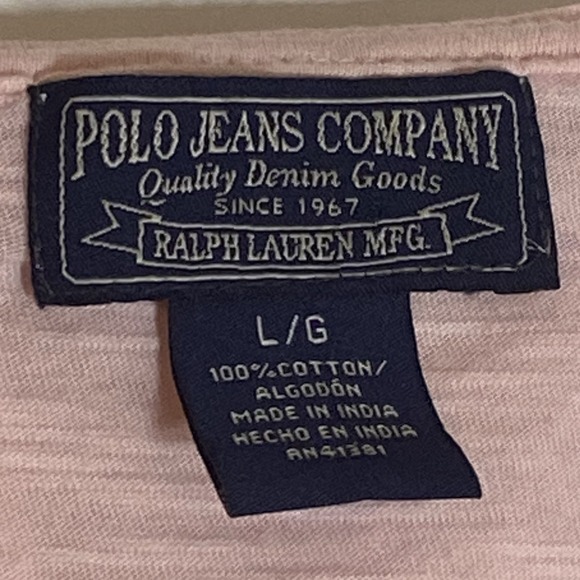 POLO JEANS COMPANY
Quality Denim Goods
SINCE 1967
RALPH LAUREN MFG.
L/G
100%COTTON/
ALGODÓN
MADE IN INDIA
HECHO EN INDIA
RN41381